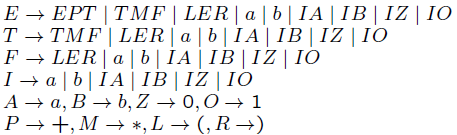 E → EPT | TMF | LER | a | b | IA | IB | IZ | IO
T → TMF | LER | a | b | IA | IB | IZ | IO
F → LER | a | b | IA | IB | IZ | IO
I → a | b | IA | IB | IZ | IO
A → a, B → b, Z → 0, O → 1
P → +, M → *, L → (, R → )